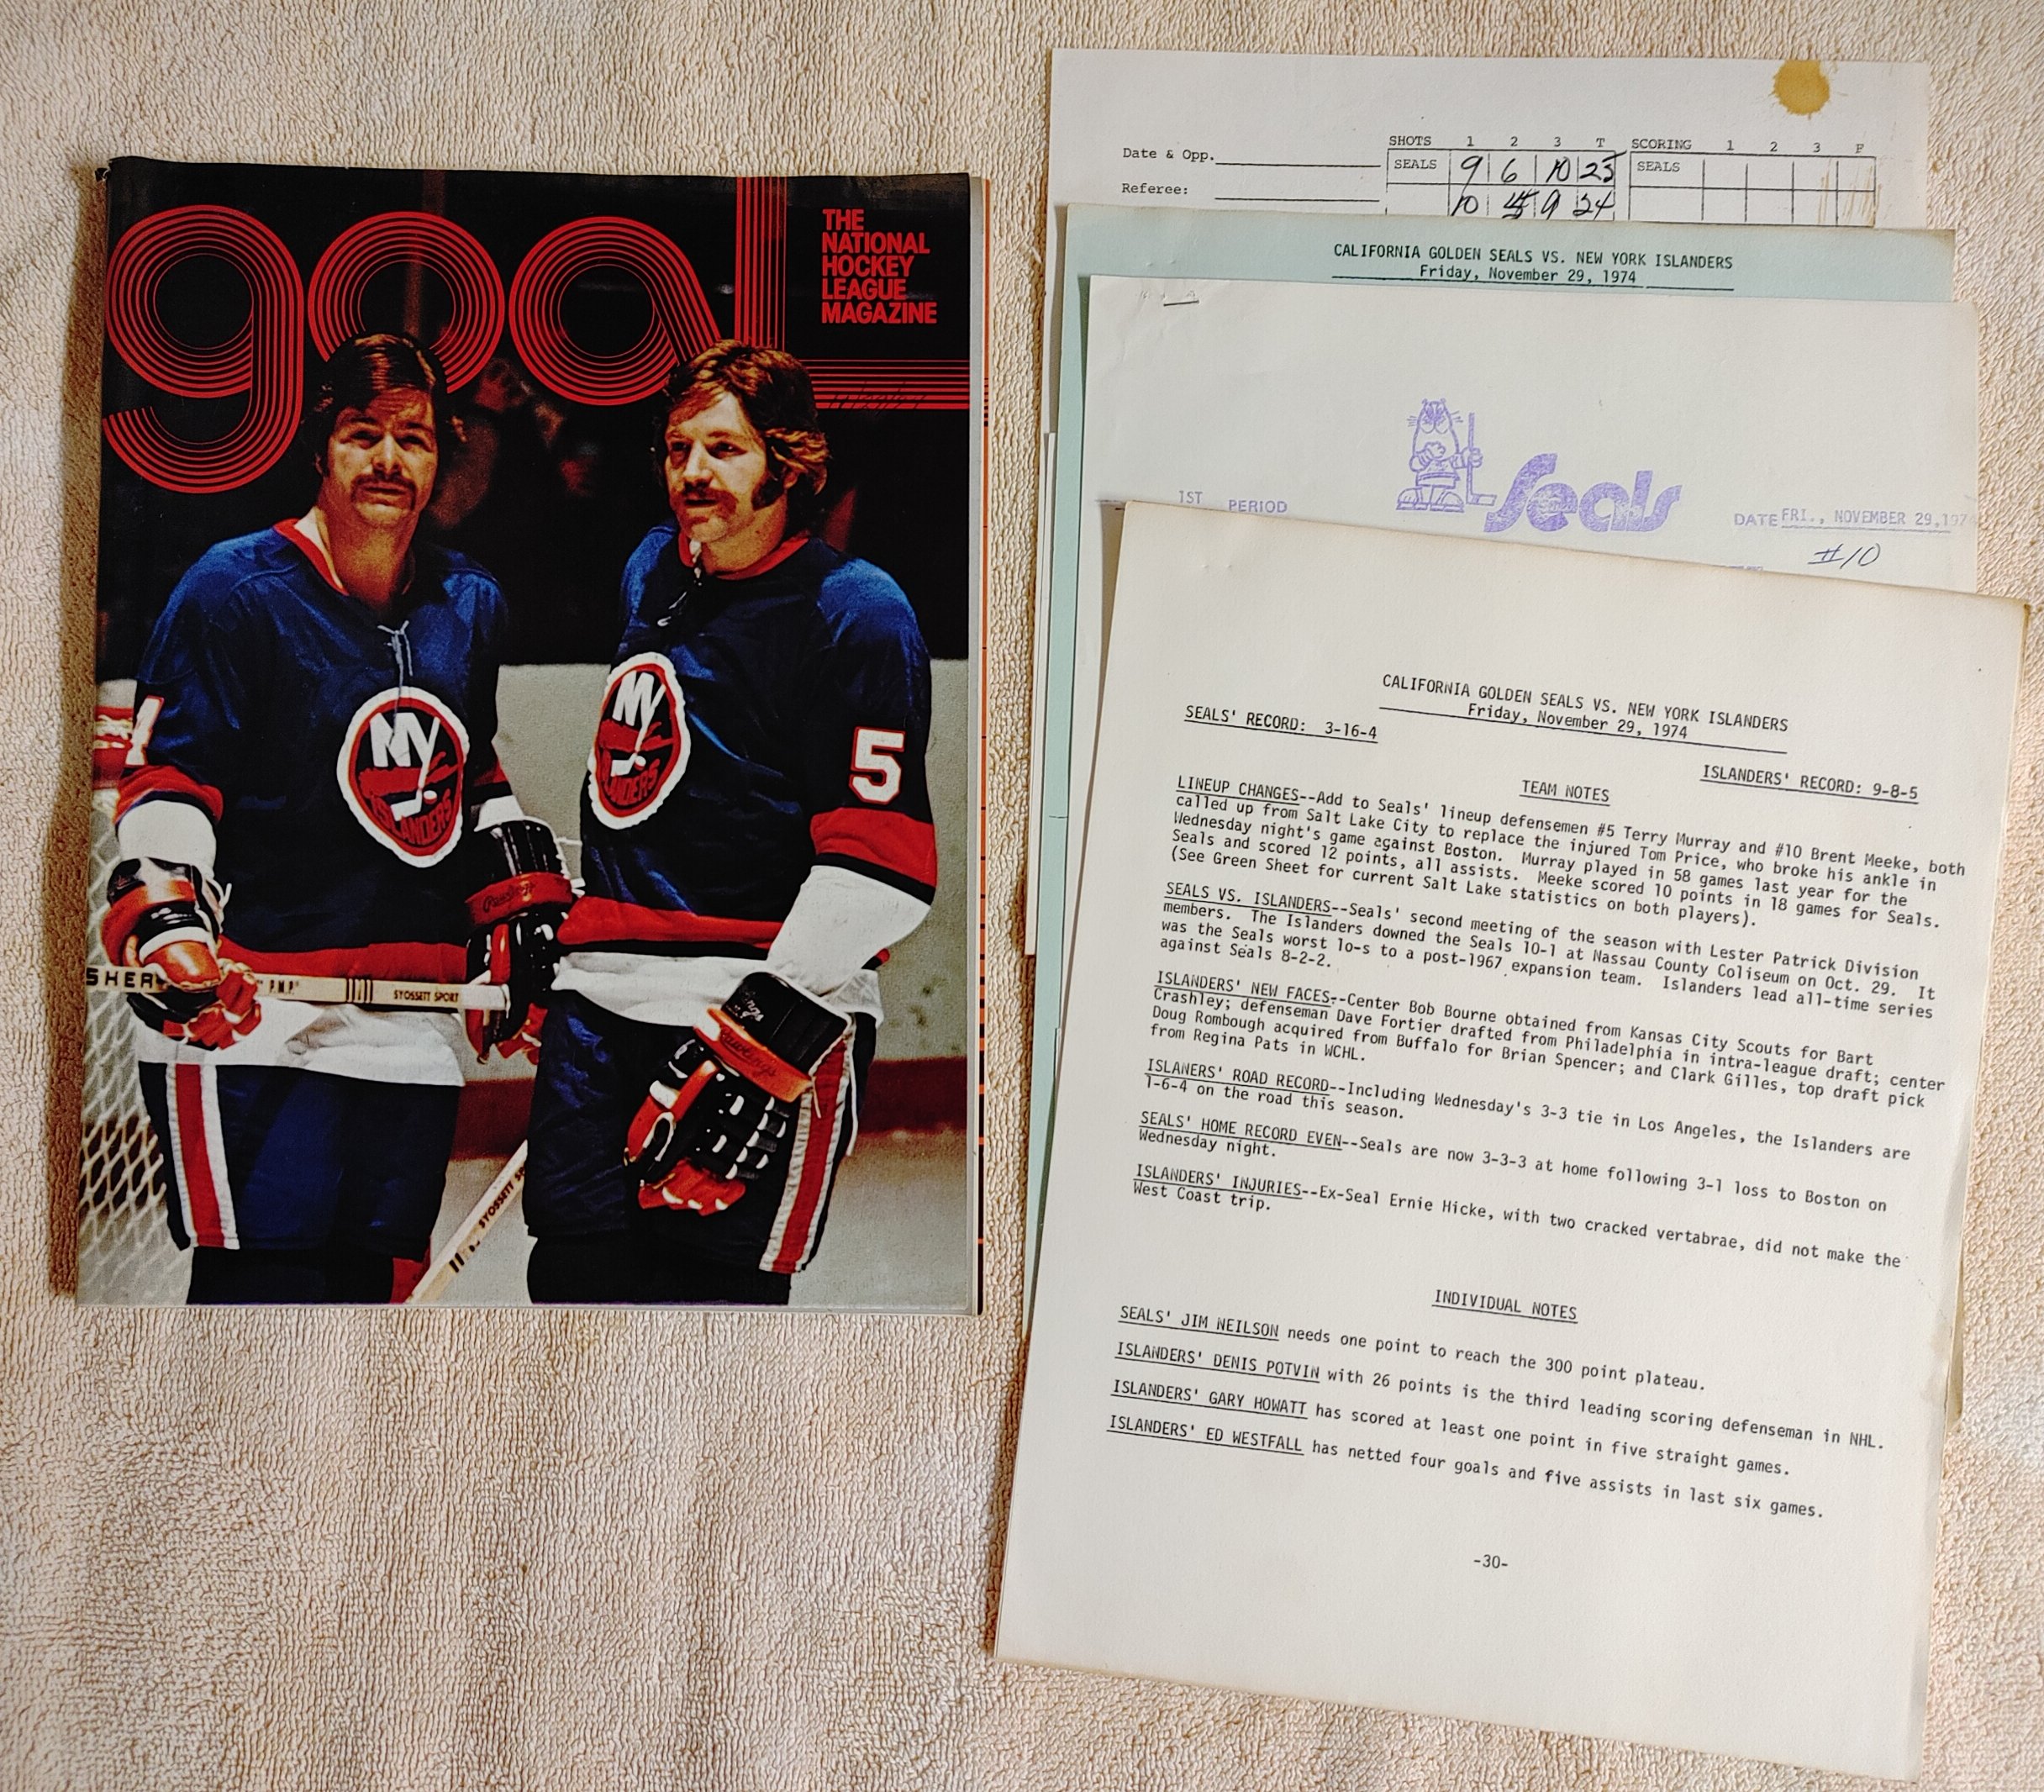 goal
THE
NATIONAL
HOCKEY
LEAGUE
MAGAZINE
NY
ISLANDERS
NY
ISLANDERS
5
Rawlings
SHER
P.M.P.
SYOSSETT SPORT
Rawlings
SYOSSETT
Date & Opp.
Referee:
SHOTS 1 2 3 T
SEALS 9 6 10 25
10 5 9 24
SCORING 1 2 3 F
SEALS
CALIFORNIA GOLDEN SEALS VS. NEW YORK ISLANDERS
Friday, November 29, 1974
Seals
1ST PERIOD
DATE FRI., NOVEMBER 29, 197
#10
CALIFORNIA GOLDEN SEALS VS. NEW YORK ISLANDERS
Friday, November 29, 1974
SEALS' RECORD: 3-16-4
ISLANDERS' RECORD: 9-8-5
TEAM NOTES
LINEUP CHANGES--Add to Seals' lineup defensemen #5 Terry Murray and #10 Brent Meeke, both
called up from Salt Lake City to replace the injured Tom Price, who broke his ankle in
Wednesday night's game against Boston. Murray played in 58 games last year for the
Seals and scored 12 points, all assists. Meeke scored 10 points in 18 games for Seals.
(See Green Sheet for current Salt Lake statistics on both players).
SEALS VS. ISLANDERS--Seals' second meeting of the season with Lester Patrick Division
members. The Islanders downed the Seals 10-1 at Nassau County Coliseum on Oct. 29. It
was the Seals worst lo-s to a post-1967 expansion team. Islanders lead all-time series
against Seals 8-2-2.
ISLANDERS' NEW FACES--Center Bob Bourne obtained from Kansas City Scouts for Bart
Crashley; defenseman Dave Fortier drafted from Philadelphia in intra-league draft; center
Doug Rombough acquired from Buffalo for Brian Spencer; and Clark Gilles, top draft pick
from Regina Pats in WCHL.
ISLANERS' ROAD RECORD--Including Wednesday's 3-3 tie in Los Angeles, the Islanders are
1-6-4 on the road this season.
SEALS' HOME RECORD EVEN--Seals are now 3-3-3 at home following 3-1 loss to Boston on
Wednesday night.
ISLANDERS' INJURIES--Ex-Seal Ernie Hicke, with two cracked vertabrae, did not make the
West Coast trip.
INDIVIDUAL NOTES
SEALS' JIM NEILSON needs one point to reach the 300 point plateau.
ISLANDERS' DENIS POTVIN with 26 points is the third leading scoring defenseman in NHL.
ISLANDERS' GARY HOWATT has scored at least one point in five straight games.
ISLANDERS' ED WESTFALL has netted four goals and five assists in last six games.
-30-